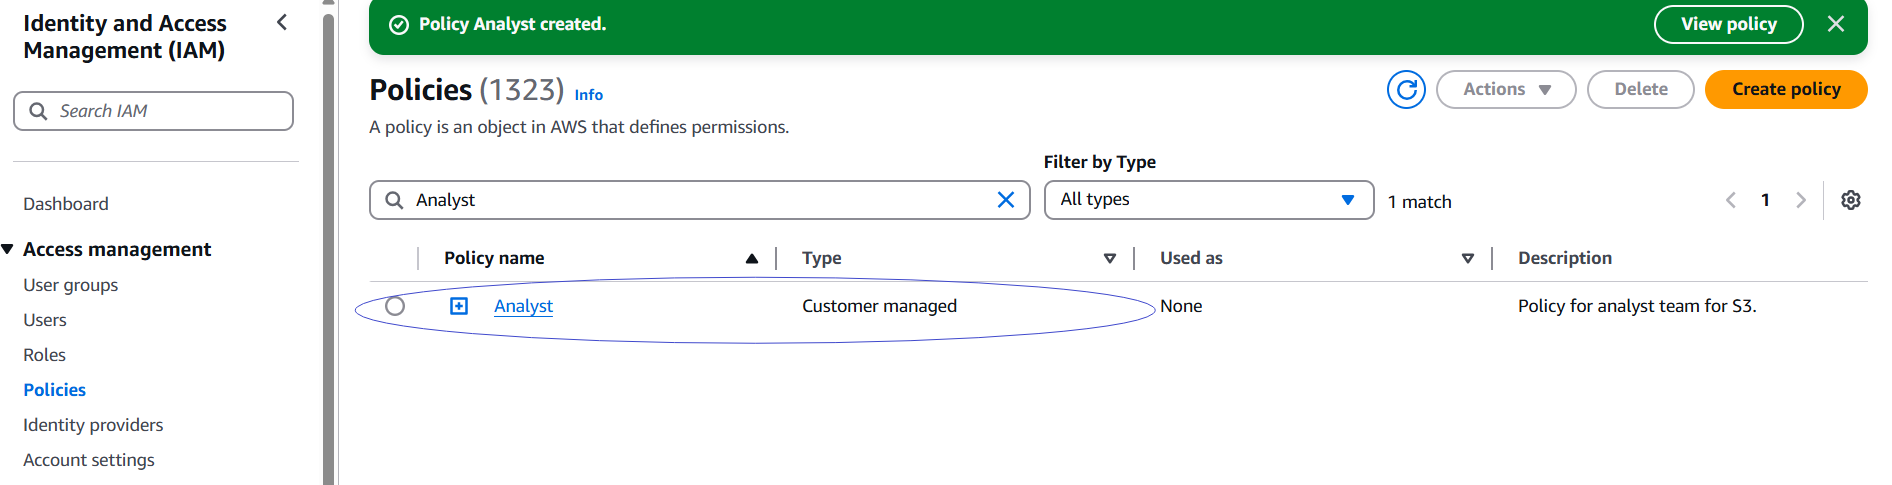 Identity and Access
Management (IAM)
Search IAM
Dashboard
Access management
User groups
Users
Roles
Policies
Identity providers
Account settings
Policy Analyst created.
View policy
Policies (1323) Info
Actions
Delete
Create policy
A policy is an object in AWS that defines permissions.
Filter by Type
Analyst
All types
1 match
1
Policy name Type Used as Description
Analyst Customer managed None Policy for analyst team for S3.